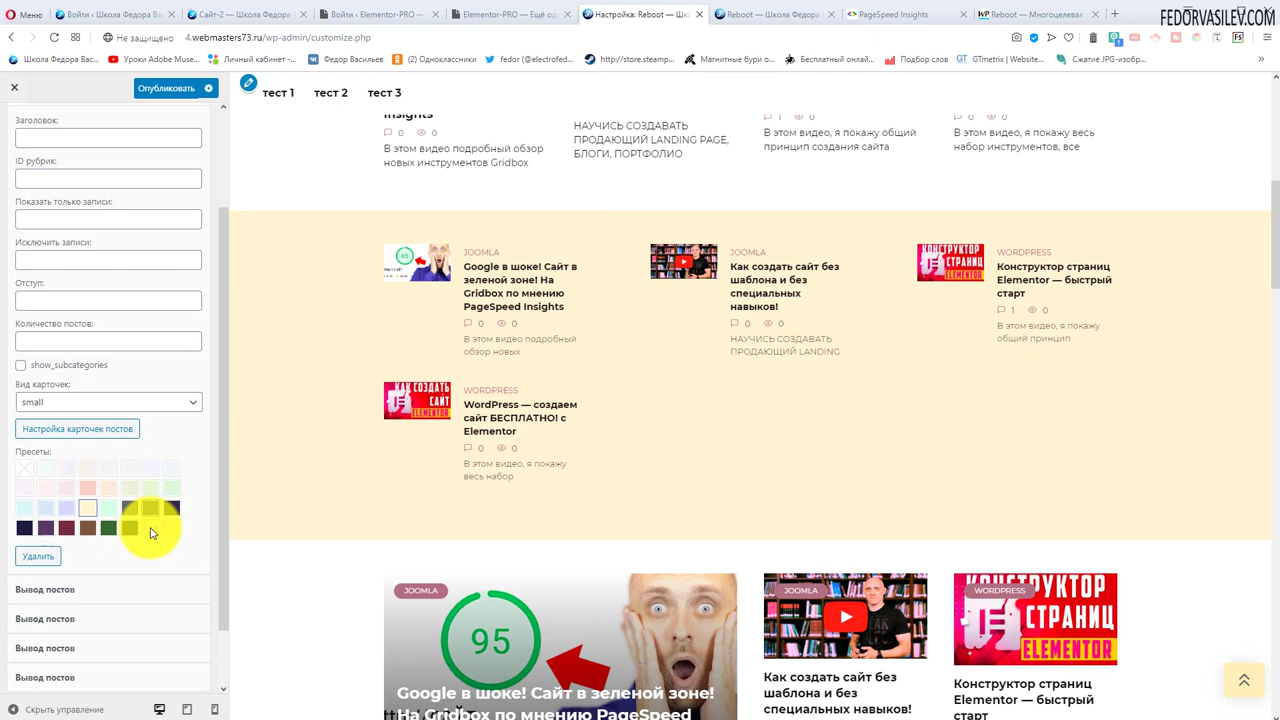 Меню
Школа Федора Ва
Сайт-2 — Школа Федора
Войти ‹ Elementor-PRO —
Elementor-PRO — Ещё од
Настройка: Reboot — Шк
Reboot — Школа Федора
PageSpeed Insights
Reboot — Многоцелевая
FEDORVASILEV.COM
Не защищено
4.webmasters73.ru/wp-admin/customize.php
Школа Федора Вас...
Уроки Adobe Muse...
Личный кабинет -...
Федор Васильев
(2) Одноклассники
fedor (@electrofed...
http://store.steamp...
Магнитные бури о...
Бесплатный онлай...
Подбор слов
GTmetrix | Website...
Сжатие JPG-изобр...
Опубликовать
тест 1 тест 2 тест 3
Заголовок:
ID рубрик:
Показать только записи:
Исключить записи:
Отступ:
Количество постов:
show_subcategories
Вид карточек:
small
Настройка карточек постов
Пресеты:
Удалить
Вывод постов
Вывод постов
Вывод постов
Вывод постов
Скрыть управление
Insights
0 0
В этом видео подробный обзор
новых инструментов Gridbox
НАУЧИСЬ СОЗДАВАТЬ
ПРОДАЮЩИЙ LANDING PAGE,
БЛОГИ, ПОРТФОЛИО
1 0
В этом видео, я покажу общий
принцип создания сайта
0 0
В этом видео, я покажу весь
набор инструментов, все
95
JOOMLA
Google в шоке! Сайт в
зеленой зоне! На
Gridbox по мнению
PageSpeed Insights
0 0
В этом видео подробный
обзор новых
JOOMLA
Как создать сайт без
шаблона и без
специальных
навыков!
0 0
НАУЧИСЬ СОЗДАВАТЬ
ПРОДАЮЩИЙ LANDING
КОНСТРУКТОР
СТРАНИЦ
ELEMENTOR
WORDPRESS
Конструктор страниц
Elementor — быстрый
старт
1 0
В этом видео, я покажу
общий принцип
КАК СОЗДАТЬ
САЙТ
ELEMENTOR
WORDPRESS
WordPress — создаем
сайт БЕСПЛАТНО! с
Elementor
0 0
В этом видео, я покажу
весь набор
JOOMLA
95
Google в шоке! Сайт в зеленой зоне!
На Gridbox по мнению PageSpeed
JOOMLA
Как создать сайт без
шаблона и без
специальных навыков!
КОНСТРУКТОР
WORDPRESS
СТРАНИЦ
ELEMENTOR
Конструктор страниц
Elementor — быстрый
старт